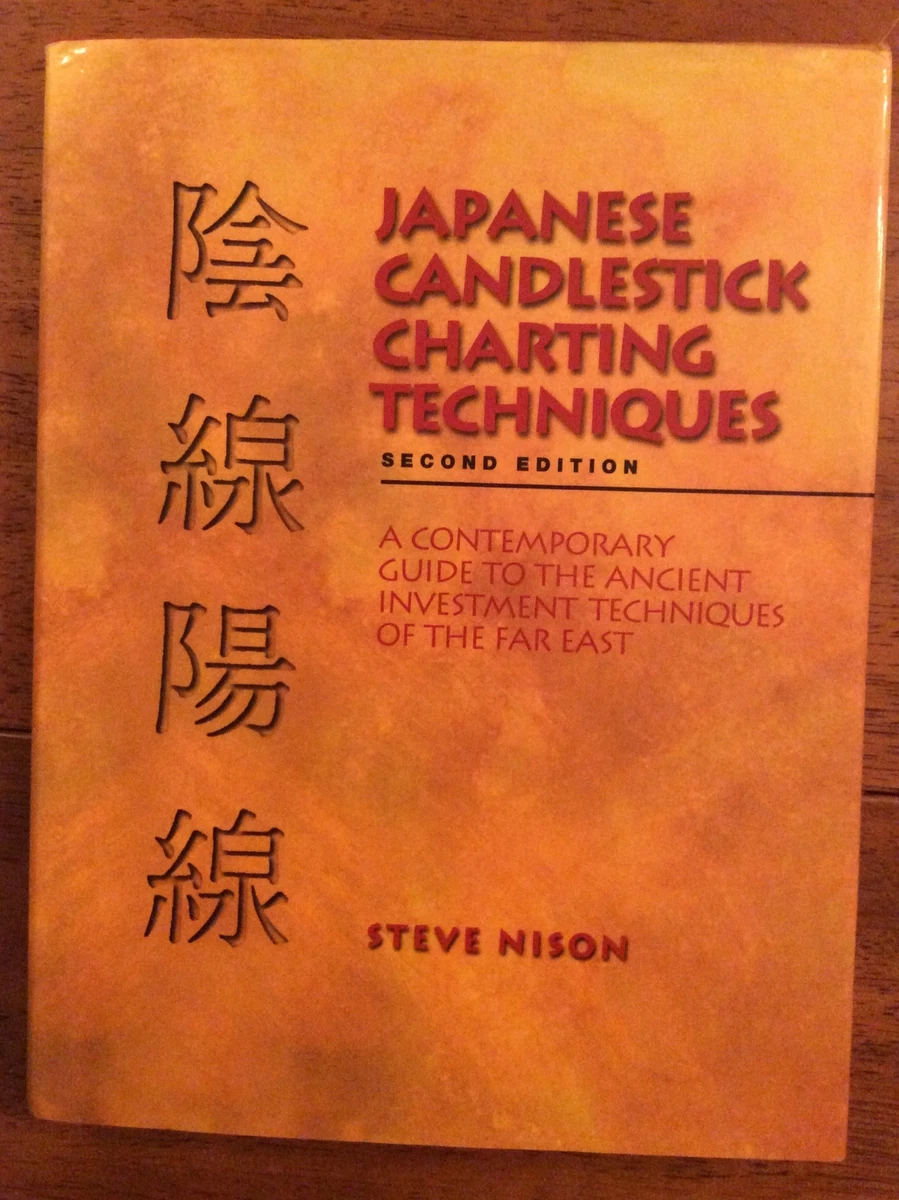 陰線陽線
JAPANESE
CANDLESTICK
CHARTING
TECHNIQUES
SECOND EDITION
A CONTEMPORARY
GUIDE TO THE ANCIENT
INVESTMENT TECHNIQUES
OF THE FAR EAST
STEVE NISON